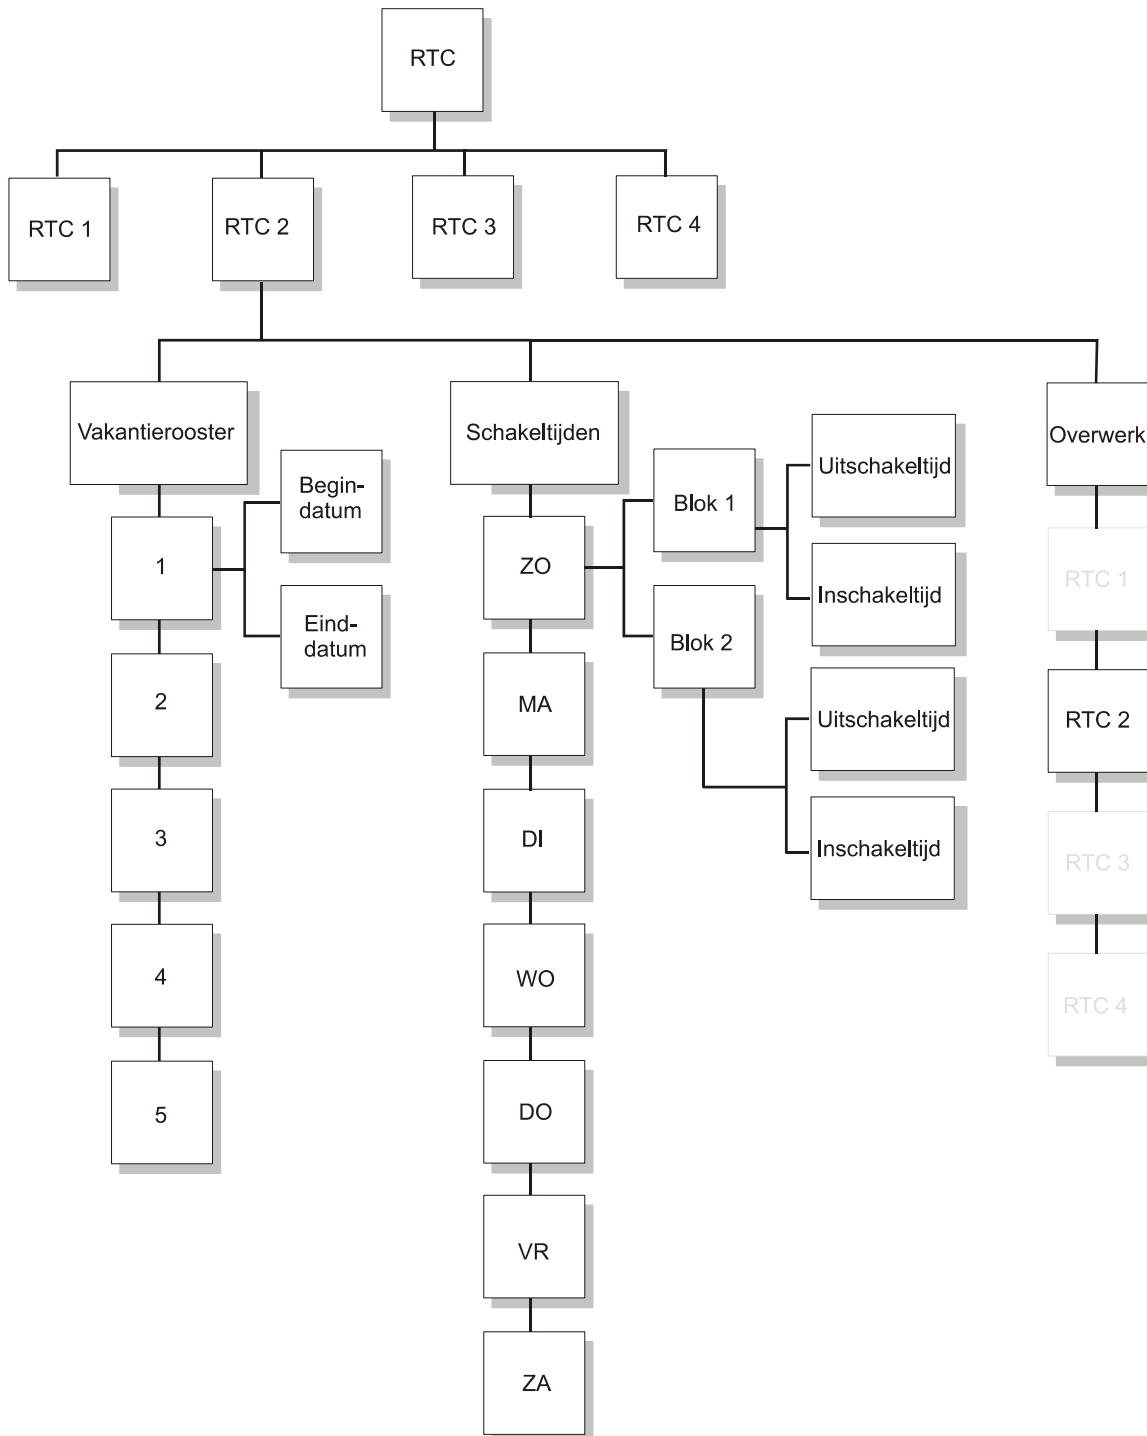 RTC
RTC 1
RTC 2
RTC 3
RTC 4
Vakantierooster
Schakeltijden
Overwerk
Begin-
datum
Eind-
datum
1
2
3
4
5
ZO
MA
DI
WO
DO
VR
ZA
Blok 1
Blok 2
Uitschakeltijd
Inschakeltijd
Uitschakeltijd
Inschakeltijd
RTC 1
RTC 2
RTC 3
RTC 4